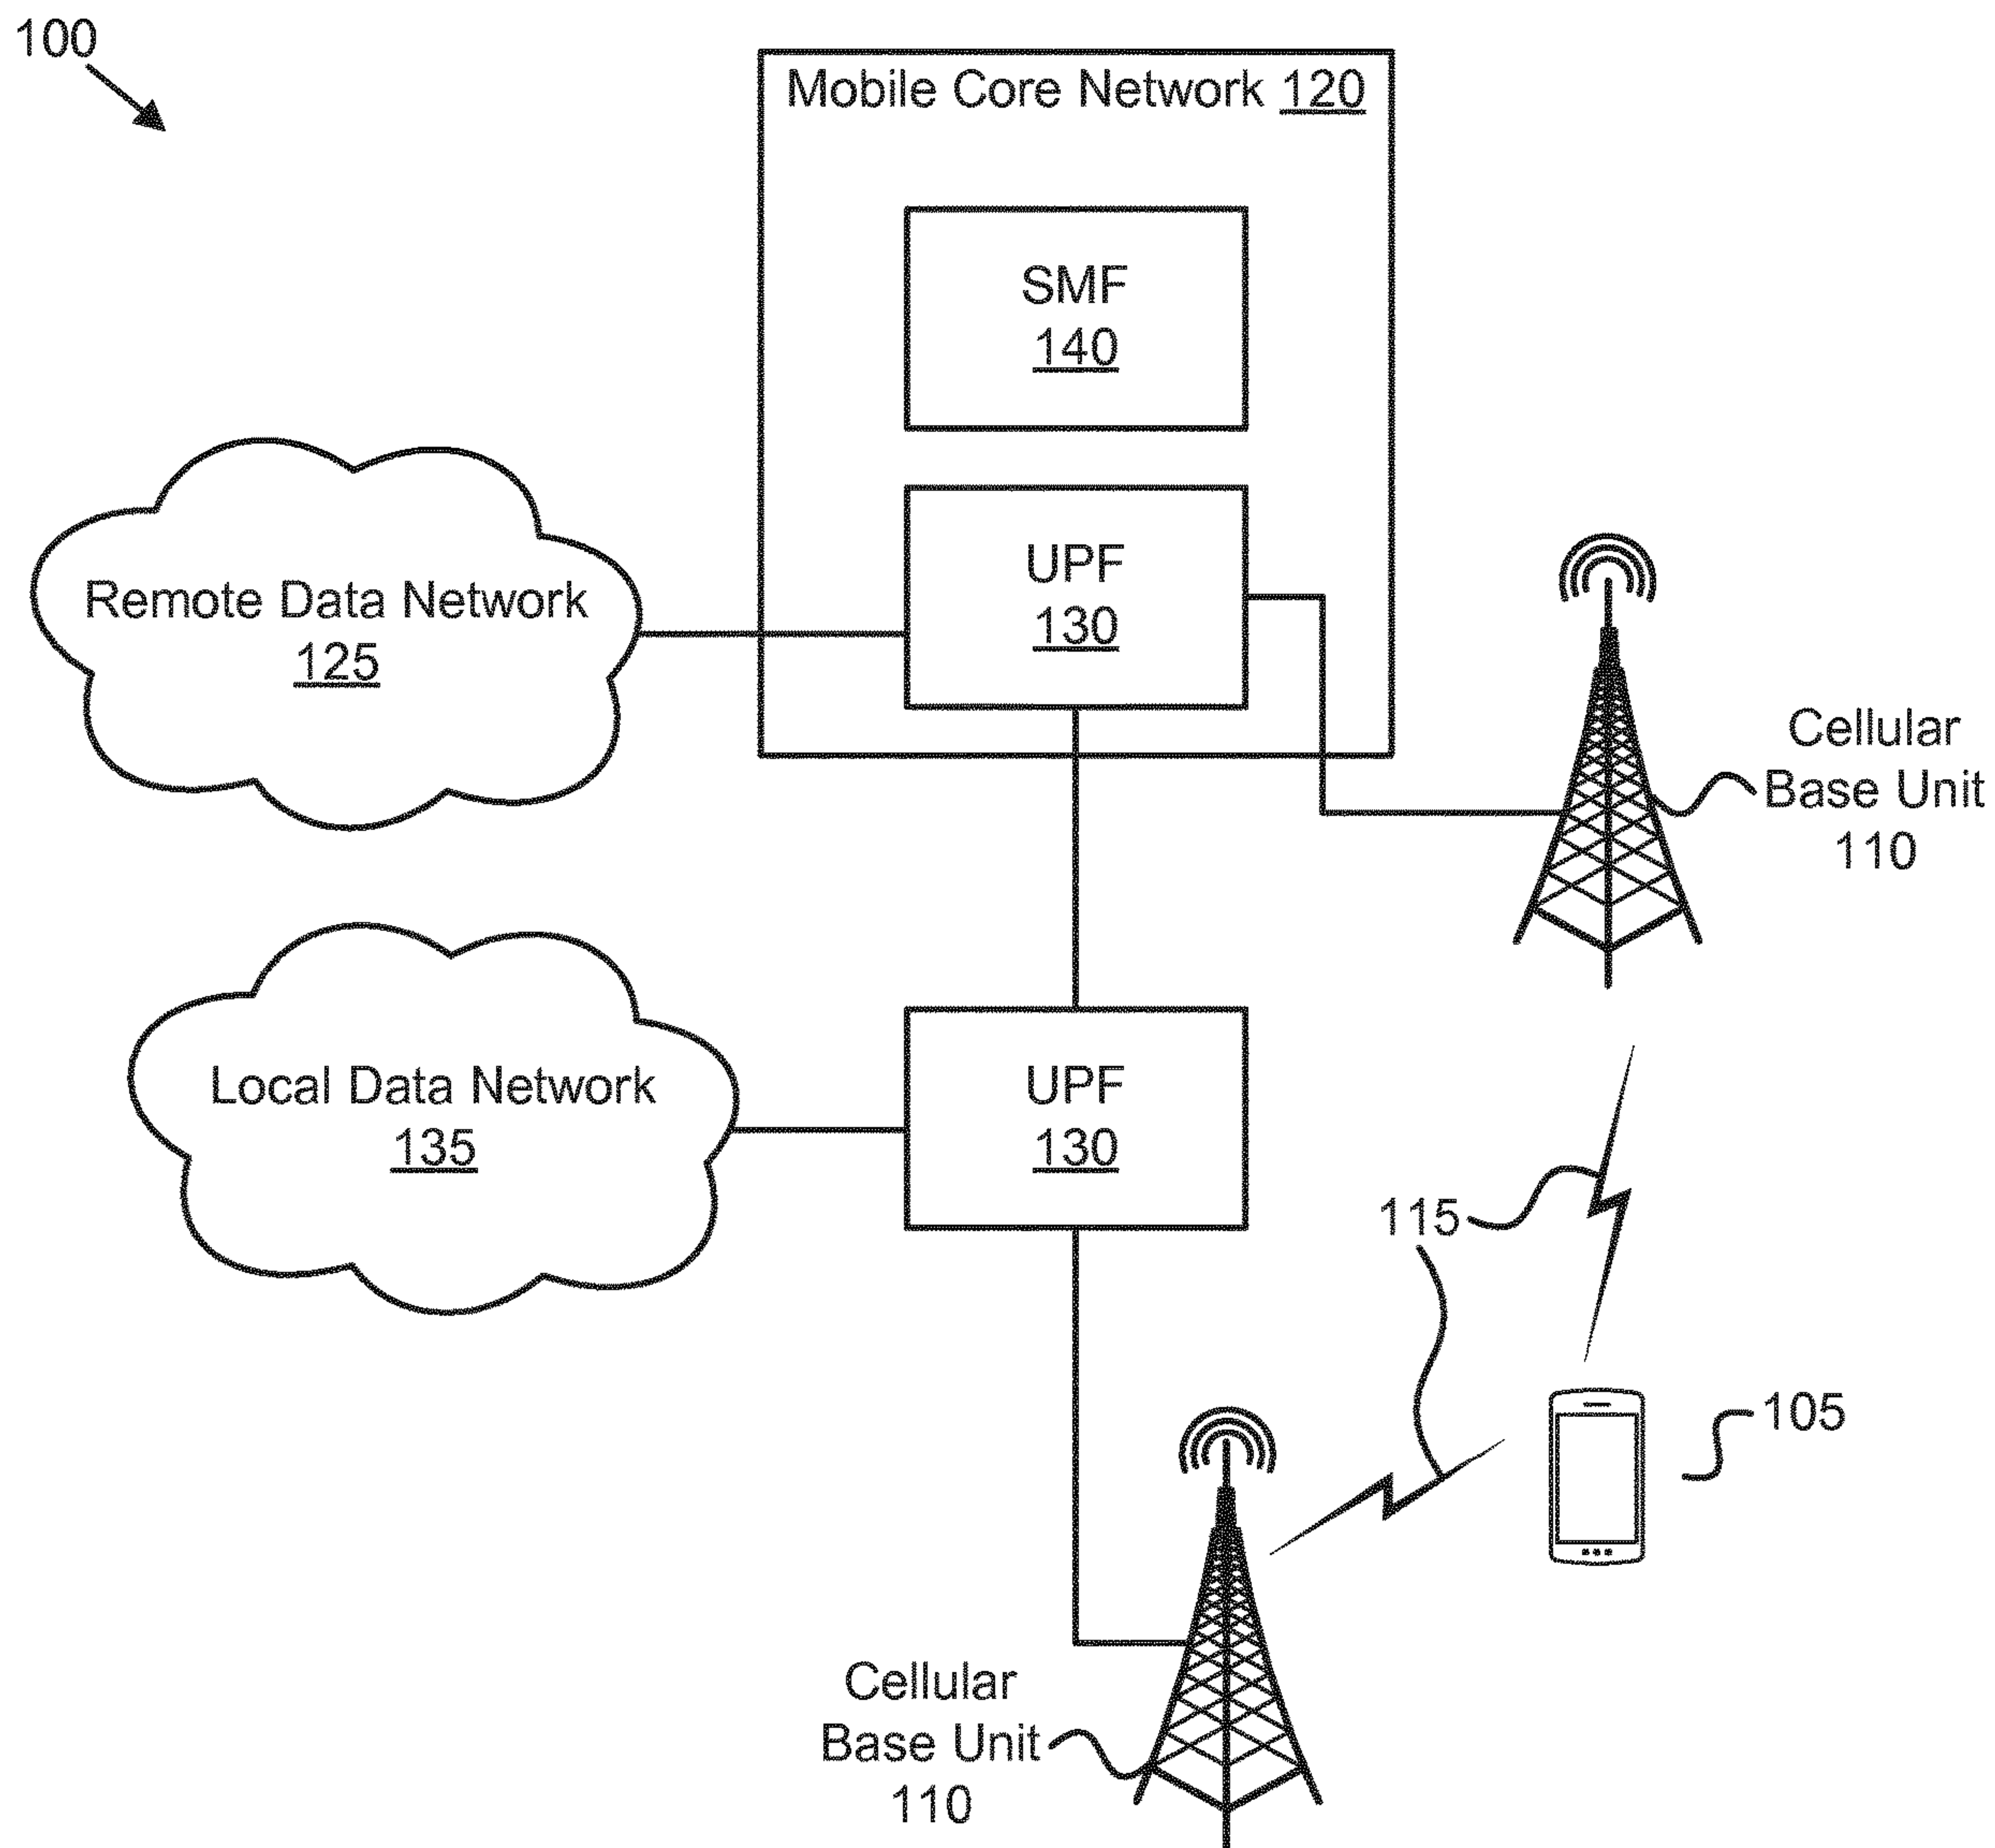 100
Mobile Core Network 120
SMF
140
UPF
130
Remote Data Network
125
Cellular
Base Unit
110
UPF
130
Local Data Network
135
115
105
Cellular
Base Unit
110